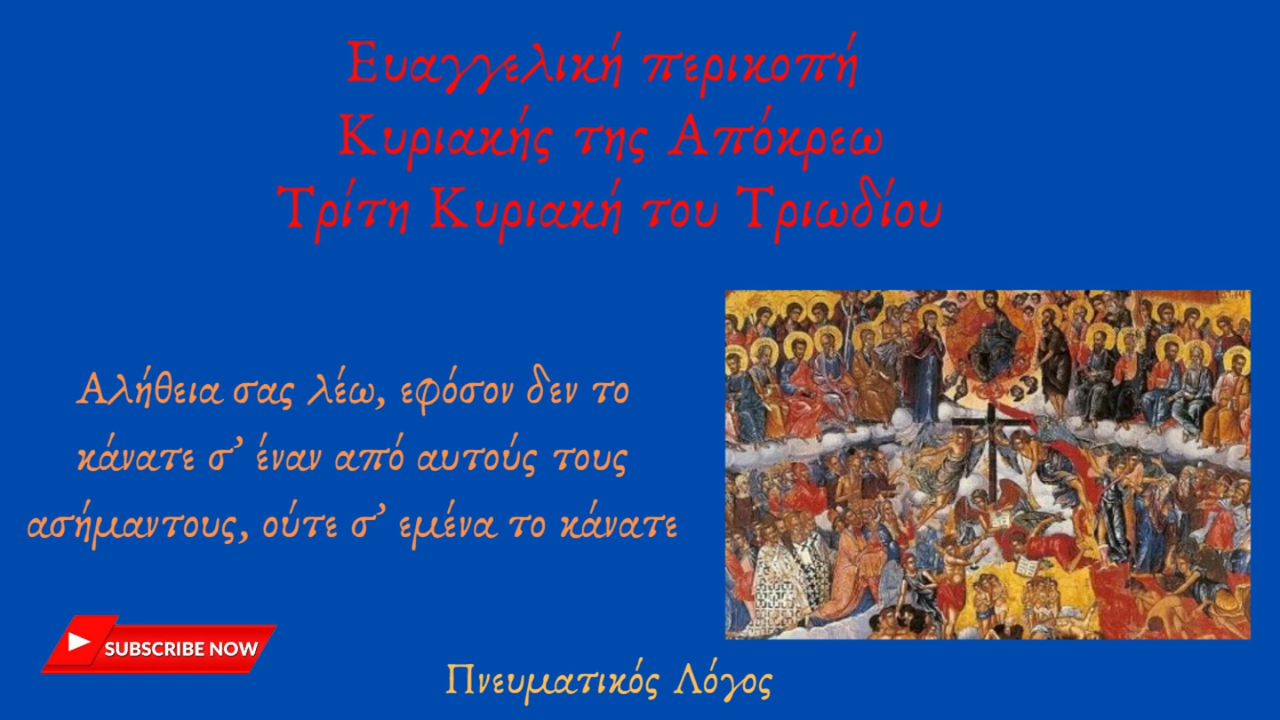 Ευαγγελική περικοπή
Κυριακής της Απόκρεω
Τρίτη Κυριακή του Τριωδίου
Αλήθεια σας λέω, εφόσον δεν το
κάνατε σ’ έναν από αυτούς τους
ασήμαντους, ούτε σ’ εμένα το κάνατε
SUBSCRIBE NOW
Πνευματικός Λόγος